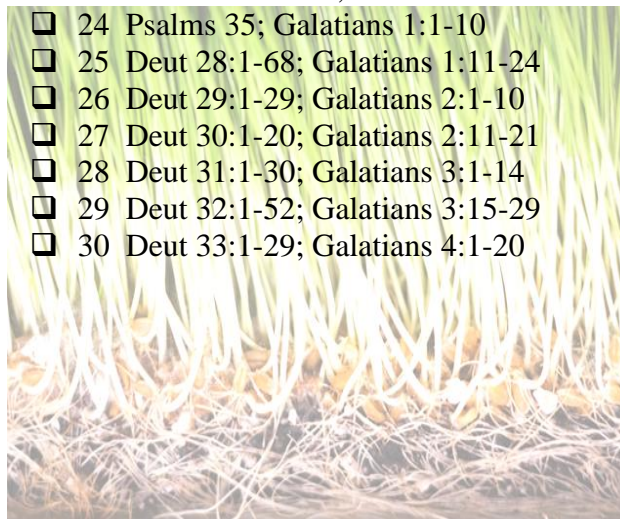 ❑ 24 Psalms 35; Galatians 1:1-10
❑ 25 Deut 28:1-68; Galatians 1:11-24
❑ 26 Deut 29:1-29; Galatians 2:1-10
❑ 27 Deut 30:1-20; Galatians 2:11-21
❑ 28 Deut 31:1-30; Galatians 3:1-14
❑ 29 Deut 32:1-52; Galatians 3:15-29
❑ 30 Deut 33:1-29; Galatians 4:1-20